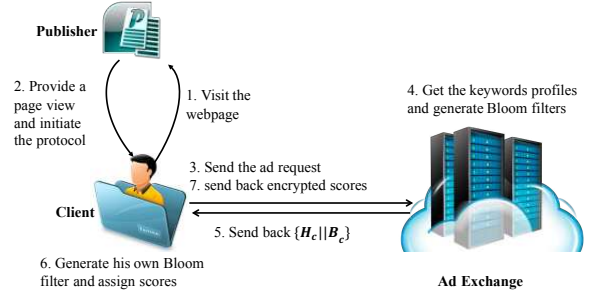 Publisher
2. Provide a
page view
and initiate
the protocol
1. Visit the
webpage
4. Get the keywords profiles
and generate Bloom filters
3. Send the ad request
7. send back encrypted scores
Client
5. Send back {H_c||B_c}
6. Generate his own Bloom
filter and assign scores
Ad Exchange